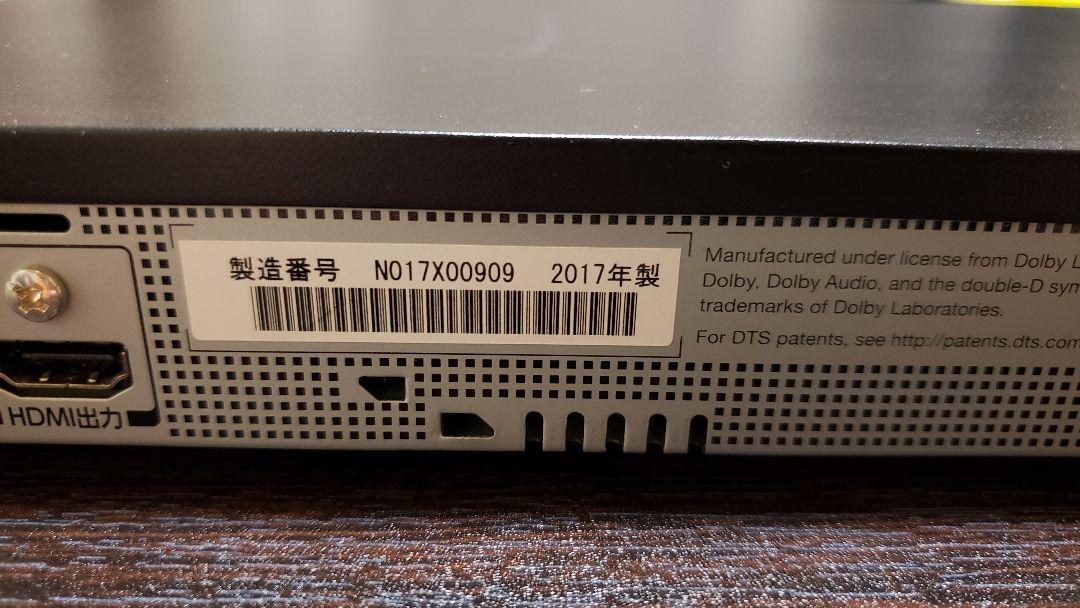 製造番号 N017X00909 2017年製
Manufactured under license from Dolby
Dolby, Dolby Audio, and the double-D
trademarks of Dolby Laboratories.
For DTS patents, see http://patents.dts.com
HDMI出力